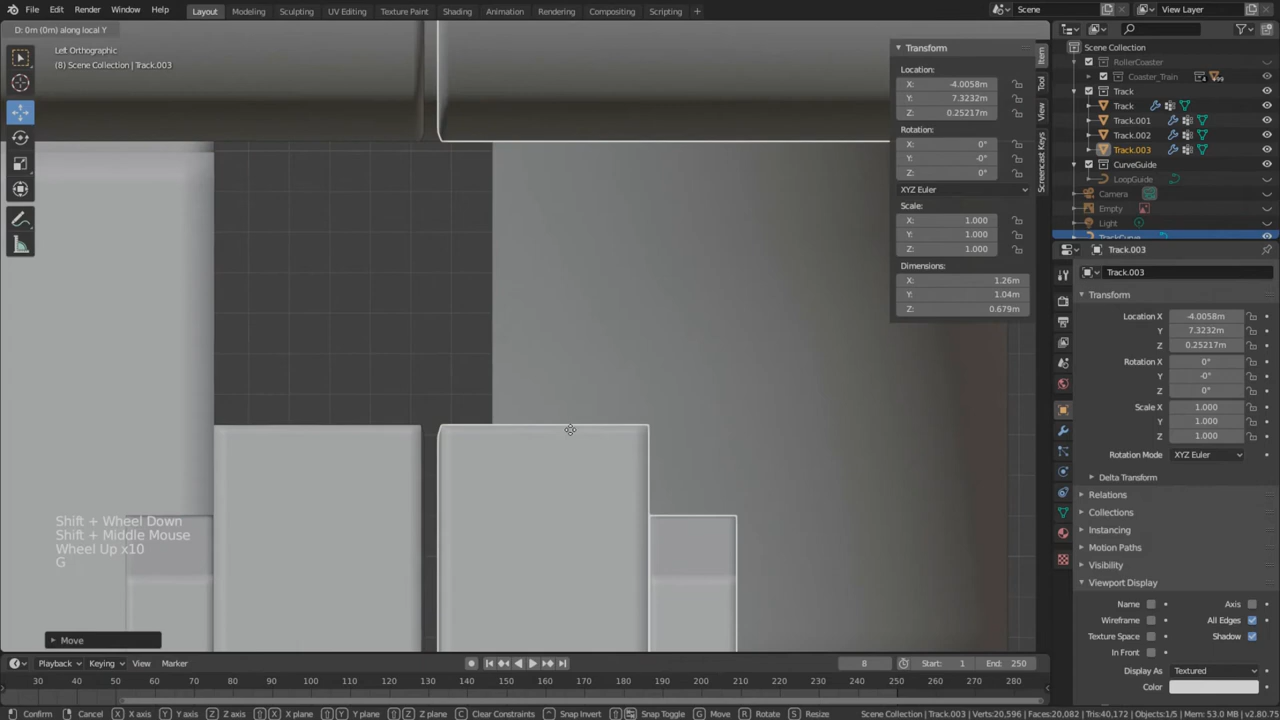 File Edit Render Window Help Layout Modeling Sculpting UV Editing Texture Paint Shading Animation Rendering Compositing Scripting + Scene View Layer
D: 0m (0m) along local Y
Left Orthographic
(8) Scene Collection | Track.003
Transform
Location:
X: -4.0058m
Y: 7.3232m
Z: 0.25217m
Rotation:
X: 0°
Y: -0°
Z: 0°
XYZ Euler
Scale:
X: 1.000
Y: 1.000
Z: 1.000
Dimensions:
X: 1.26m
Y: 1.04m
Z: 0.679m
Item
Tool
View
Screencast Keys
Scene Collection
RollerCoaster
Coaster_Train
Track
Track
Track.001
Track.002
Track.003
CurveGuide
LoopGuide
Camera
Empty
Light
TrackCurve
Track.003
Track.003
Transform
Location X -4.0058m
Y 7.3232m
Z 0.25217m
Rotation X 0°
Y -0°
Z 0°
Scale X 1.000
Y 1.000
Z 1.000
Rotation Mode XYZ Euler
Delta Transform
Relations
Collections
Instancing
Motion Paths
Visibility
Viewport Display
Name Axis
Wireframe All Edges
Texture Space Shadow
In Front
Display As Textured
Color
Shift + Wheel Down
Shift + Middle Mouse
Wheel Up x10
G
Move
Playback Keying View Marker 8 Start: 1 End: 250
30 40 50 60 70 80 90 100 110 120 130 140 150 160 170 180 190 200 210 220 230 240 250 260 270 280
Confirm Cancel X X axis Y Y axis Z Z axis X X plane Y Y plane Z Z plane C Clear Constraints Snap Invert Snap Toggle G Move R Rotate S Resize Scene Collection | Track.003 | Verts:20,596 | Faces:20,082 | Tris:40,172 | Objects:1/5 | Mem: 53.0 MB | v2.80.75